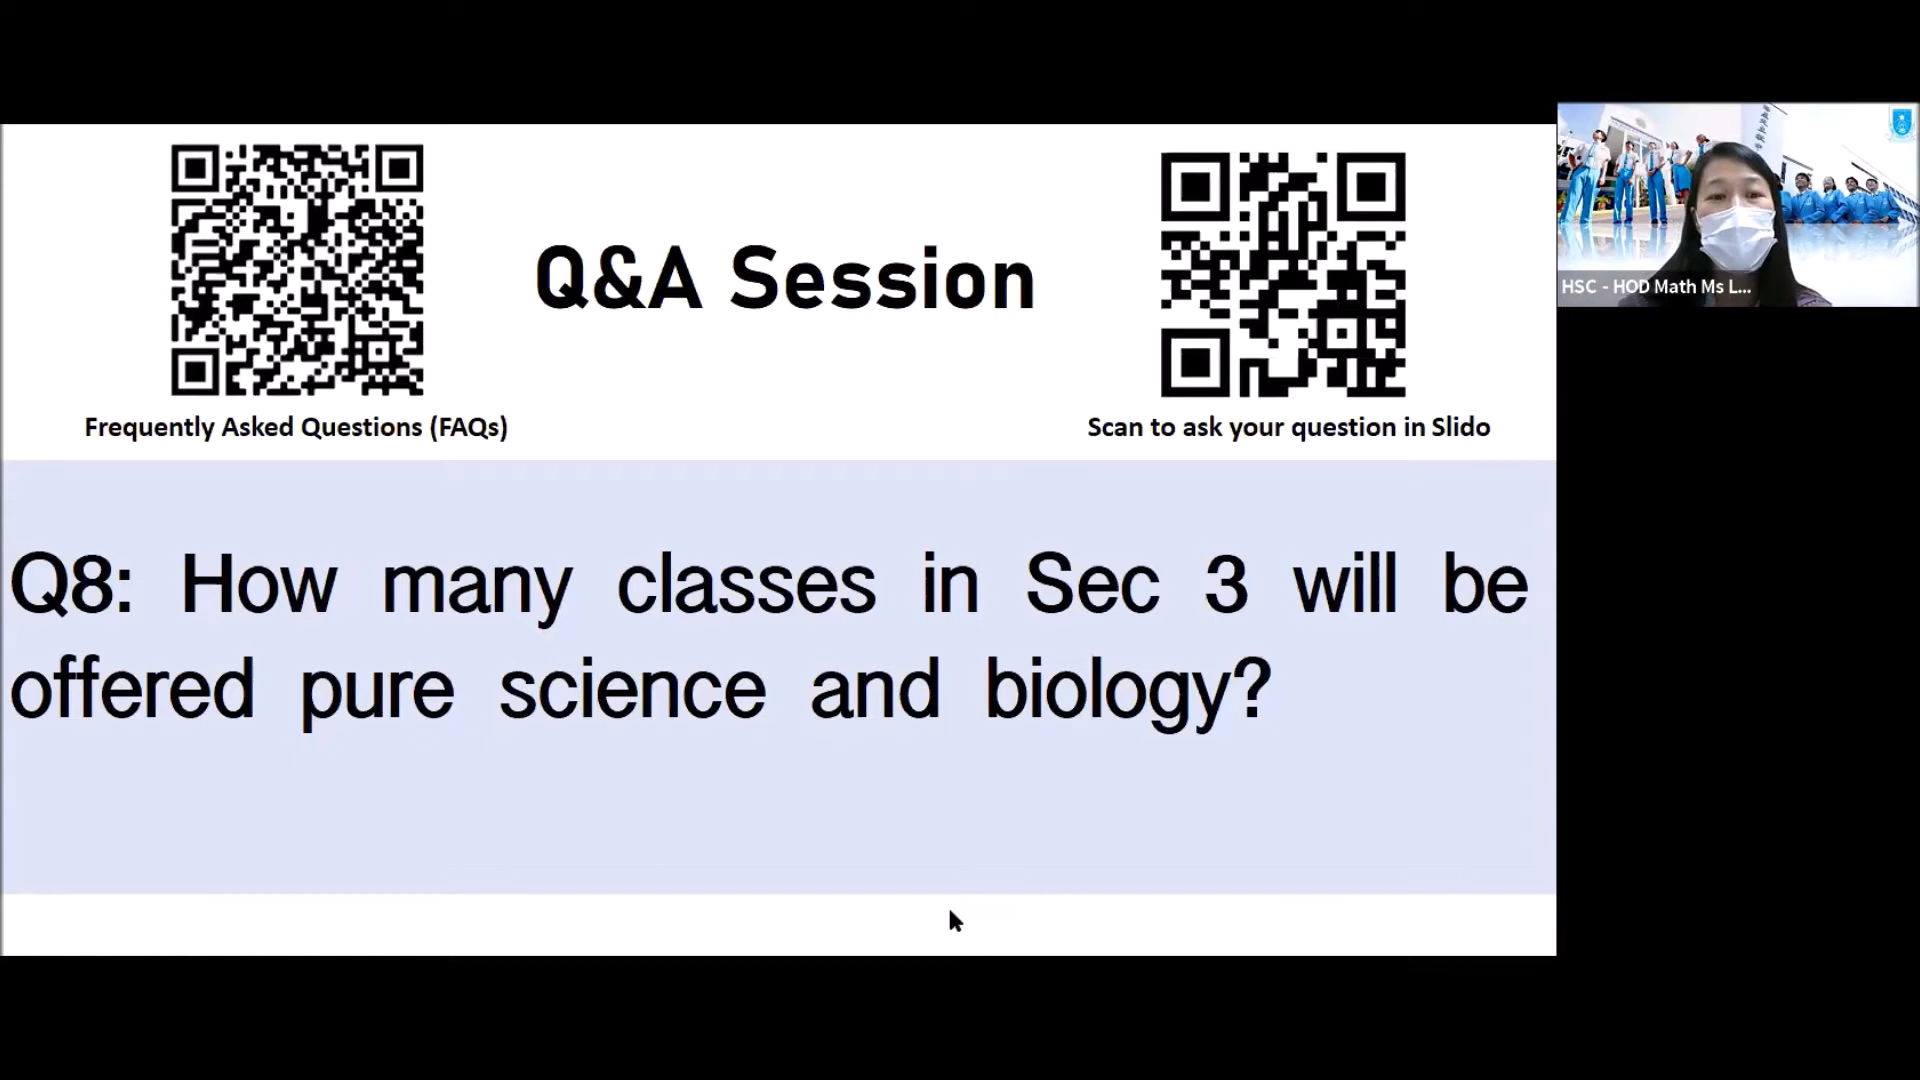 Q&A Session
Frequently Asked Questions (FAQs)
Scan to ask your question in Slido
Q8: How many classes in Sec 3 will be
offered pure science and biology?
HSC - HOD Math Ms L...